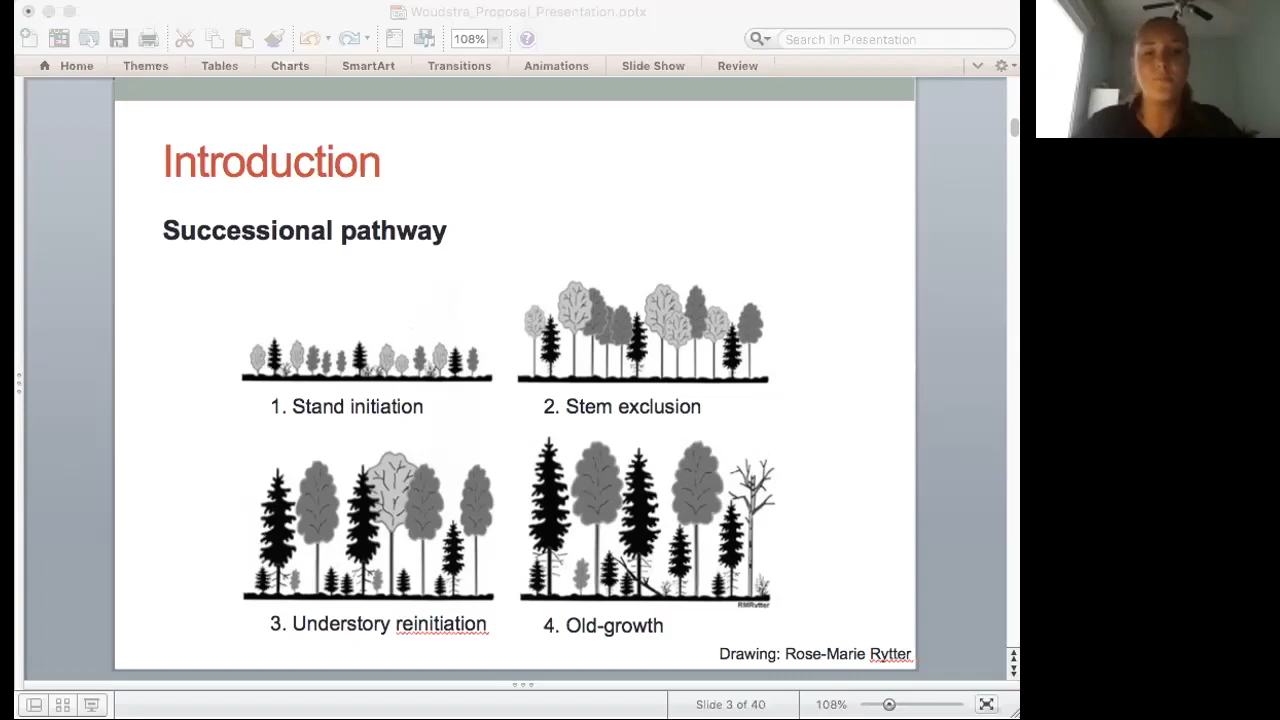 Woudstra_Proposal_Presentation.pptx
108%
Search in Presentation
Home Themes Tables Charts SmartArt Transitions Animations Slide Show Review
Introduction
Successional pathway
1. Stand initiation
2. Stem exclusion
RMRytter
3. Understory reinitiation
4. Old-growth
Drawing: Rose-Marie Rytter
Slide 3 of 40
108%